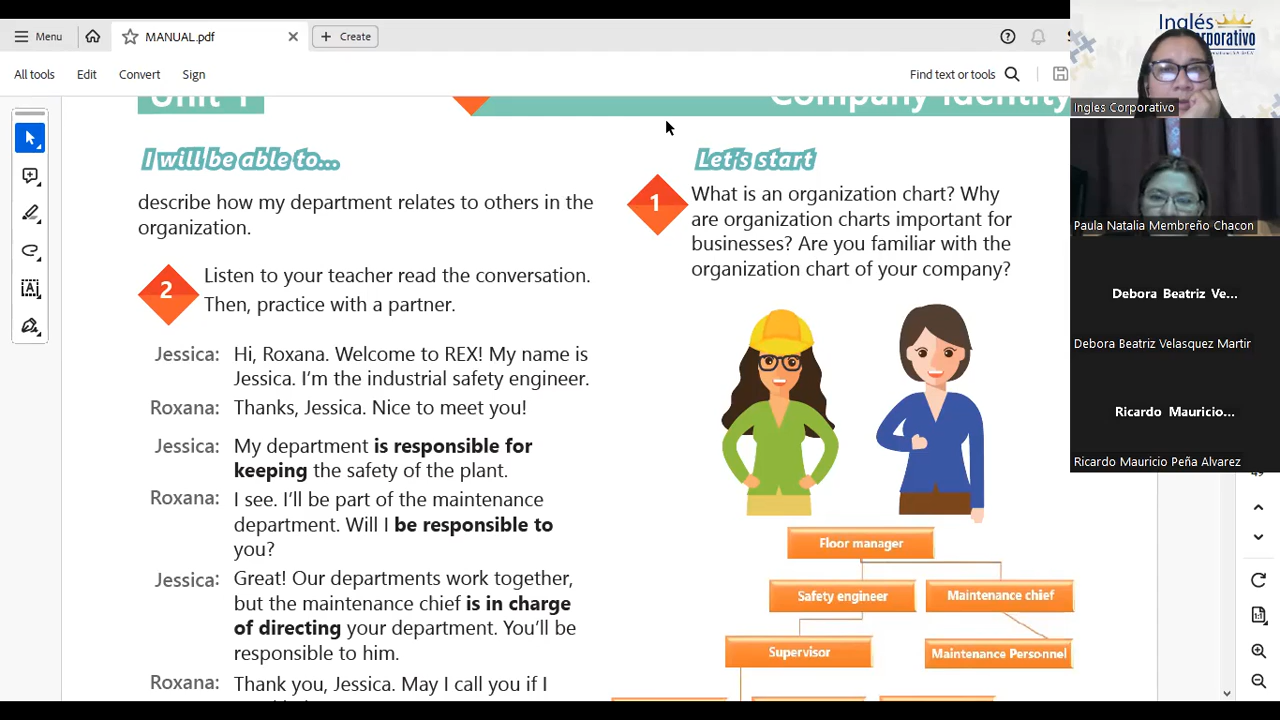 Menu
MANUAL.pdf
Create
All tools
Edit
Convert
Sign
Find text or tools
Unit 1
Company Identity
I will be able to...
describe how my department relates to others in the
organization.
2
Listen to your teacher read the conversation.
Then, practice with a partner.
Jessica: Hi, Roxana. Welcome to REX! My name is
Jessica. I'm the industrial safety engineer.
Roxana: Thanks, Jessica. Nice to meet you!
Jessica: My department is responsible for
keeping the safety of the plant.
Roxana: I see. I'll be part of the maintenance
department. Will I be responsible to
you?
Jessica: Great! Our departments work together,
but the maintenance chief is in charge
of directing your department. You'll be
responsible to him.
Roxana: Thank you, Jessica. May I call you if I
Let's start
1
What is an organization chart? Why
are organization charts important for
businesses? Are you familiar with the
organization chart of your company?
Floor manager
Safety engineer
Maintenance chief
Supervisor
Maintenance Personnel
Inglés
Corporativo
Ingles Corporativo
Paula Natalia Membreño Chacon
Debora Beatriz Ve...
Debora Beatriz Velasquez Martir
Ricardo Mauricio...
Ricardo Mauricio Peña Alvarez